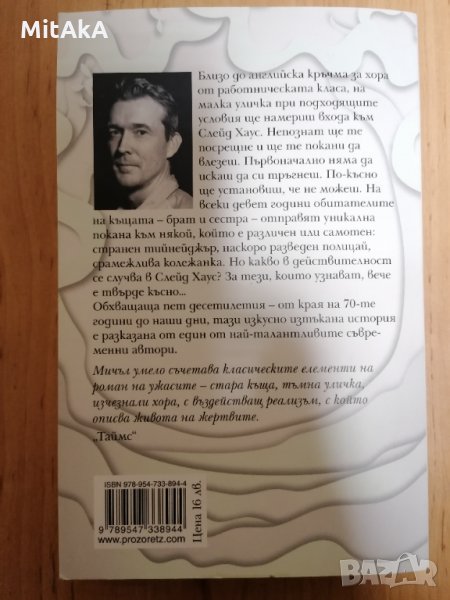 MitAkA
Близо до английска кръчма за хора
от работническата класа, на
малка уличка при подходящите
условия ще намериш входа към
Слейд Хаус. Непознат ще те
посрещне и ще те покани да
влезеш. Първоначално няма да
искаш да си тръгнеш. По-късно
ще установиш, че не можеш. На
всеки девет години обитателите
на къщата – брат и сестра – отправят уникална
покана към някой, който е различен или самотен:
странен тийнейджър, наскоро разведен полицай,
срамежлива колежанка. Но какво в действителност
се случва в Слейд Хаус? За тези, които узнават, вече
е твърде късно...
Обхващаща пет десетилетия – от края на 70-те
години до наши дни, тази изкусно изтъкана история
е разказана от един от най-талантливите съвре-
менни автори.
Мичъл умело съчетава класическите елементи на
роман на ужасите – стара къща, тъмна уличка,
изчезнали хора, с въздействащ реализъм, с който
описва живота на жертвите.
„Таймс“
ISBN 978-954-733-894-4
9 789547 338944
www.prozoretz.com
Цена 16 лв.
BAZAR.BG